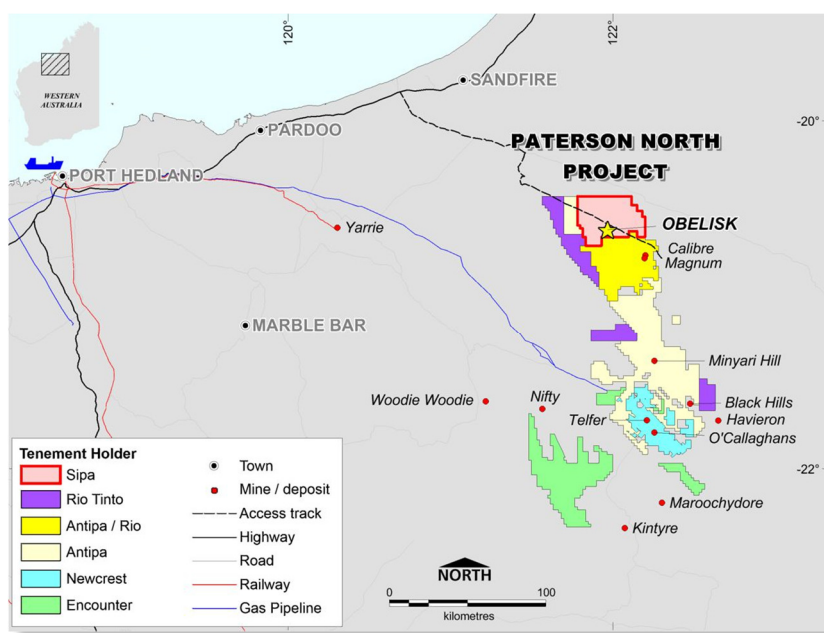 120°
122°
WESTERN
AUSTRALIA
SANDFIRE
PARDOO
-20°
PATERSON NORTH
PROJECT
PORT HEDLAND
OBELISK
Yarrie
Calibre
Magnum
MARBLE BAR
Minyari Hill
Woodie Woodie
Nifty
Black Hills
Telfer
Havieron
O'Callaghans
-22°
Maroochydore
Kintyre
Tenement Holder
Sipa
Rio Tinto
Antipa / Rio
Antipa
Newcrest
Encounter
Town
Mine / deposit
Access track
Highway
Road
Railway
Gas Pipeline
NORTH
0
100
kilometres